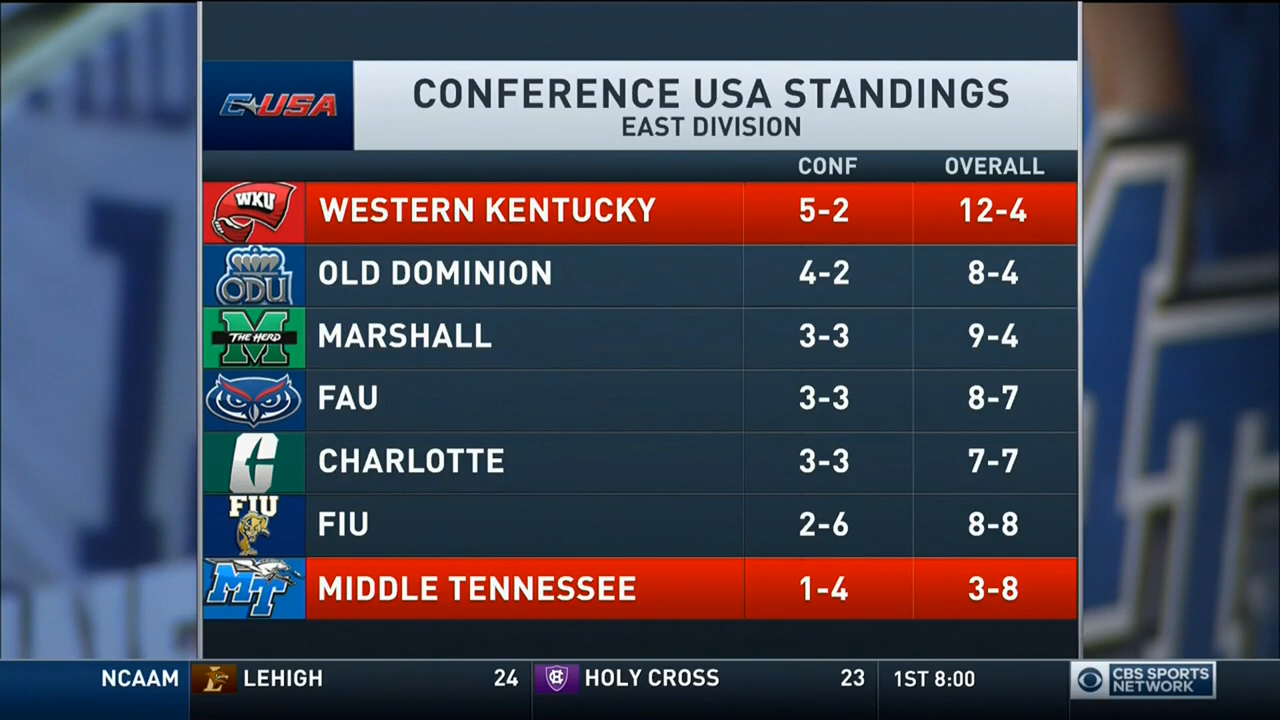 C USA
CONFERENCE USA STANDINGS
EAST DIVISION
CONF OVERALL
WKU WESTERN KENTUCKY 5-2 12-4
ODU OLD DOMINION 4-2 8-4
M THE HERD MARSHALL 3-3 9-4
FAU 3-3 8-7
C CHARLOTTE 3-3 7-7
FIU FIU 2-6 8-8
MT MIDDLE TENNESSEE 1-4 3-8
NCAAM L LEHIGH 24 HC HOLY CROSS 23 1ST 8:00 CBS SPORTS
NETWORK